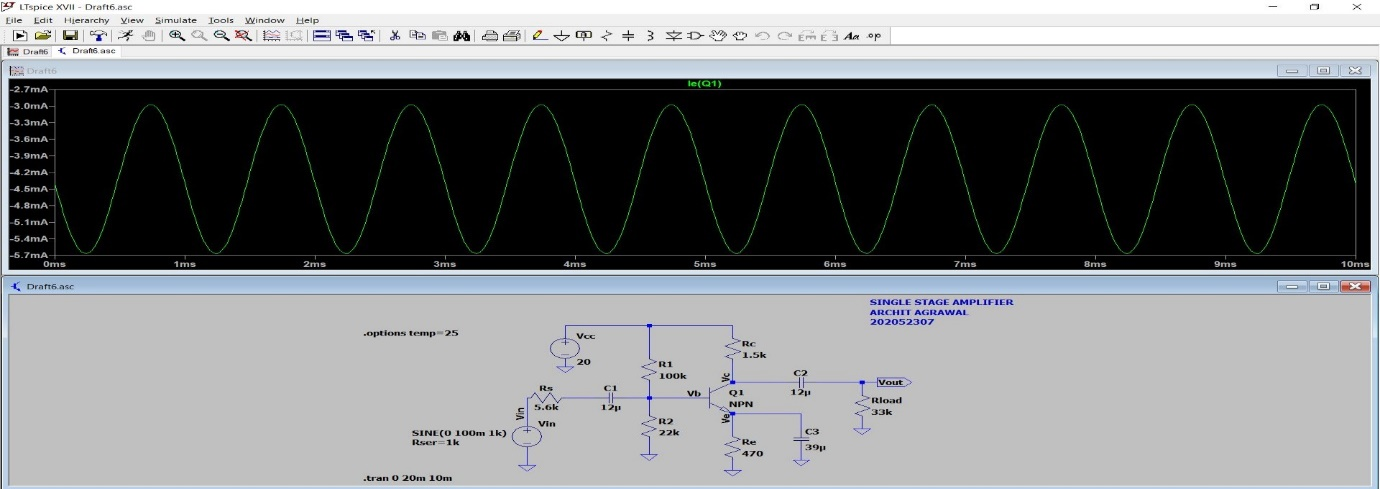 LTspice XVII - Draft6.asc
File Edit Hierarchy View Simulate Tools Window Help
Draft6 Draft6.asc
Draft6
Ie(Q1)
-2.7mA
-3.0mA
-3.3mA
-3.6mA
-3.9mA
-4.2mA
-4.5mA
-4.8mA
-5.1mA
-5.4mA
-5.7mA
0ms 1ms 2ms 3ms 4ms 5ms 6ms 7ms 8ms 9ms 10ms
Draft6.asc
SINGLE STAGE AMPLIFIER
ARCHIT AGRAWAL
202052307
.options temp=25
Vcc
20
R1
100k
Rc
1.5k
Rs
5.6k
C1
12µ
Vb
Vc
Q1
NPN
C2
12µ
Vout
Rload
33k
Vin
Vin
SINE(0 100m 1k)
Rser=1k
R2
22k
Ve
Re
470
C3
39µ
.tran 0 20m 10m